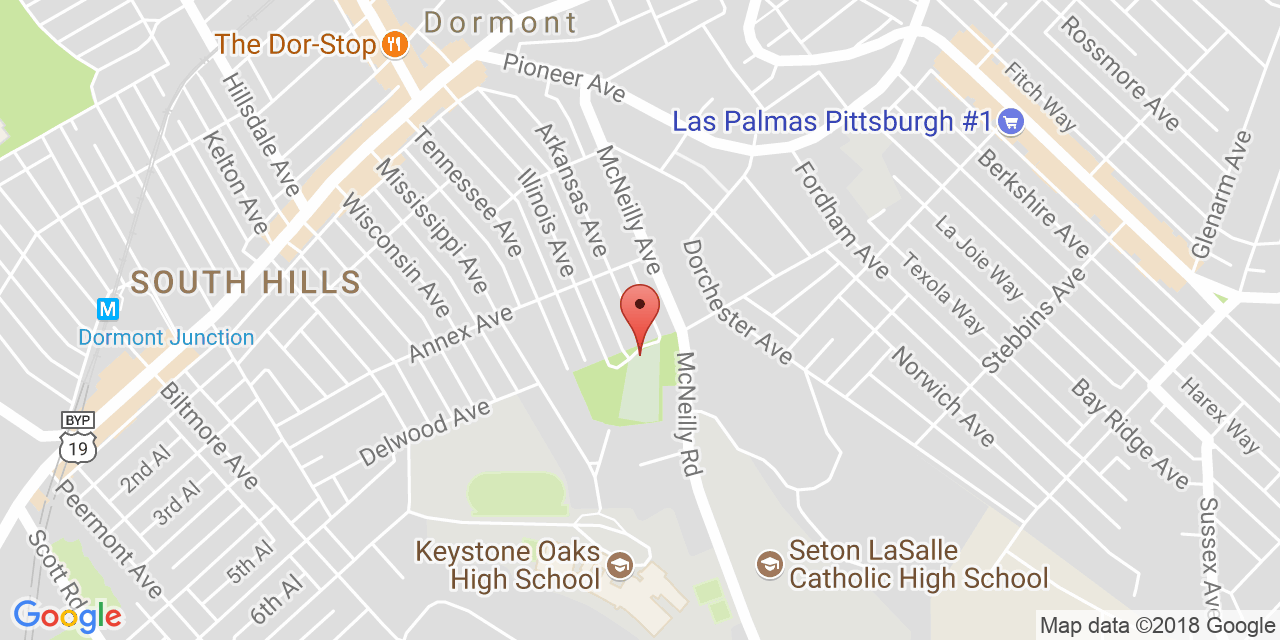 Dormont
The Dor-Stop
Pioneer Ave
Rossmore Ave
Fitch Way
Las Palmas Pittsburgh #1
Hillsdale Ave
Kelton Ave
Tennessee Ave
Arkansas Ave
McNeilly Ave
Mississippi Ave
Illinois Ave
Wisconsin Ave
Fordham Ave
Berkshire Ave
Glenarm Ave
La Joie Way
Texola Way
Stebbins Ave
Dorchester Ave
SOUTH HILLS
M
Dormont Junction
Annex Ave
McNeilly Rd
Norwich Ave
Bay Ridge Ave
Harex Way
Biltmore Ave
Delwood Ave
BYP
19
2nd Al
3rd Al
5th Al
6th Al
Peermont Ave
Scott Rd
Sussex Ave
Keystone Oaks
High School
Seton LaSalle
Catholic High School
Google
Map data ©2018 Google